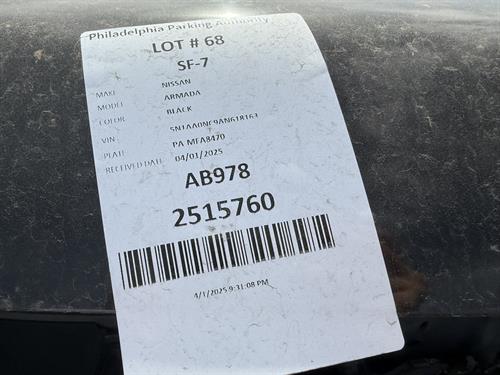 Philadelphia Parking Authority
LOT # 68
SF-7
MAKE NISSAN
MODEL ARMADA
COLOR BLACK
VIN 5N1AA0NC9AN618163
PLATE PA MFA8470
RECEIVED DATE 04/01/2025
AB978
2515760
4/1/2025 9:31:08 PM